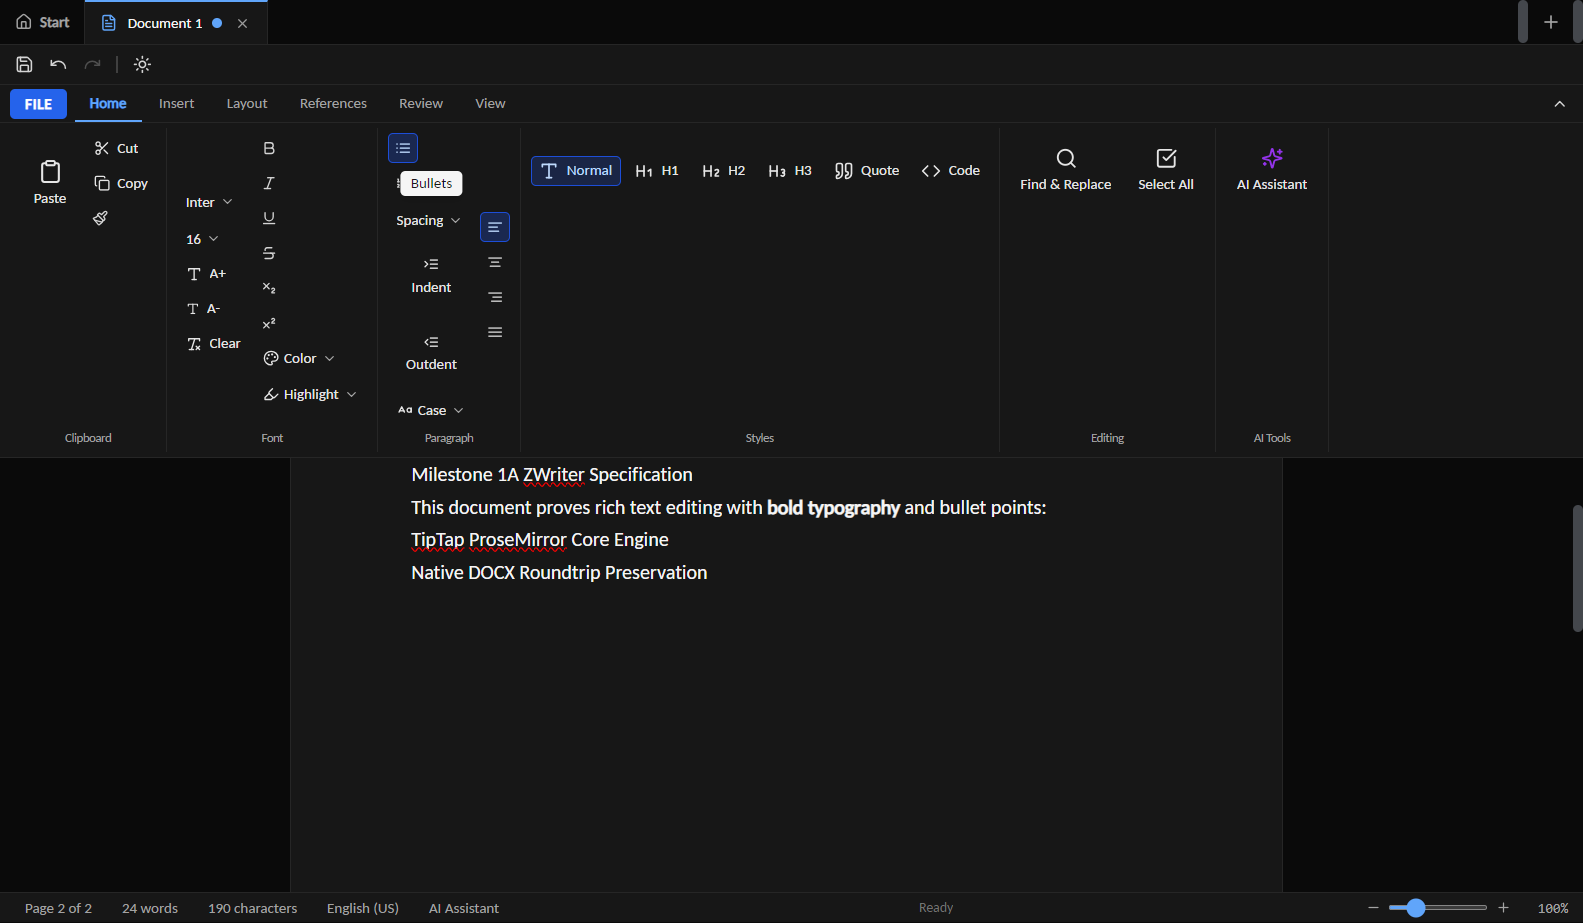 Start
Document 1
FILE
Home
Insert
Layout
References
Review
View
Paste
Cut
Copy
Clipboard
Inter
16
A+
A-
Clear
Color
Highlight
Font
Bullets
Spacing
Indent
Outdent
Aa Case
Paragraph
Normal
H1 H1
H2 H2
H3 H3
Quote
Code
Styles
Find & Replace
Select All
Editing
AI Assistant
AI Tools
Milestone 1A ZWriter Specification
This document proves rich text editing with bold typography and bullet points:
TipTap ProseMirror Core Engine
Native DOCX Roundtrip Preservation
Page 2 of 2
24 words
190 characters
English (US)
AI Assistant
Ready
100%